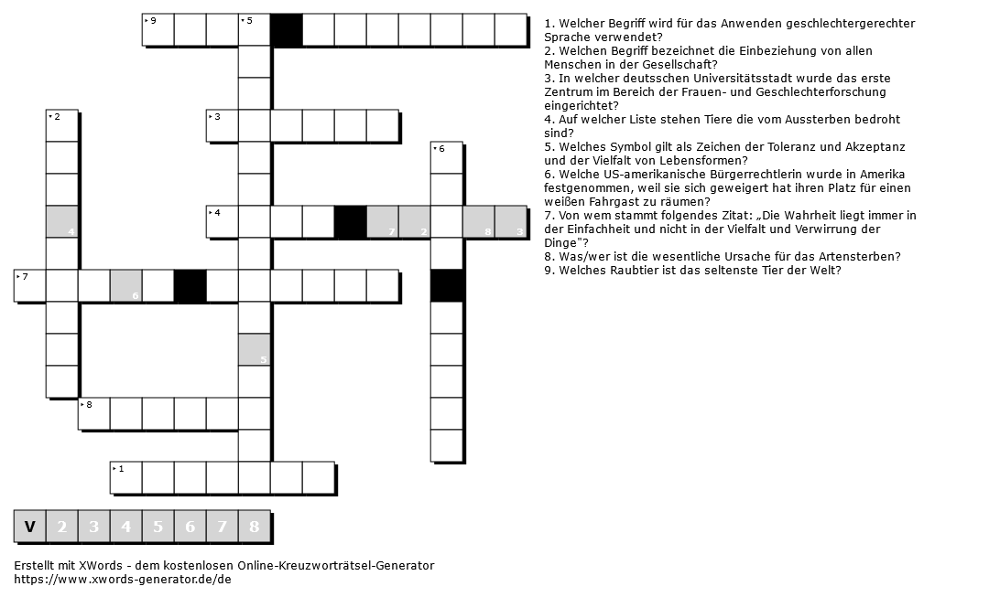 9 5
1. Welcher Begriff wird für das Anwenden geschlechtergerechter
Sprache verwendet?
2. Welchen Begriff bezeichnet die Einbeziehung von allen
Menschen in der Gesellschaft?
3. In welcher deutsschen Universitätsstadt wurde das erste
Zentrum im Bereich der Frauen- und Geschlechterforschung
eingerichtet?
4. Auf welcher Liste stehen Tiere die vom Aussterben bedroht
sind?
5. Welches Symbol gilt als Zeichen der Toleranz und Akzeptanz
und der Vielfalt von Lebensformen?
6. Welche US-amerikanische Bürgerrechtlerin wurde in Amerika
festgenommen, weil sie sich geweigert hat ihren Platz für einen
weißen Fahrgast zu räumen?
7. Von wem stammt folgendes Zitat: „Die Wahrheit liegt immer in
der Einfachheit und nicht in der Vielfalt und Verwirrung der
Dinge"?
8. Was/wer ist die wesentliche Ursache für das Artensterben?
9. Welches Raubtier ist das seltenste Tier der Welt?
2 3
6
4 4 7 2 8 3
7 6
5
8
1
V 2 3 4 5 6 7 8
Erstellt mit XWords - dem kostenlosen Online-Kreuzworträtsel-Generator
https://www.xwords-generator.de/de